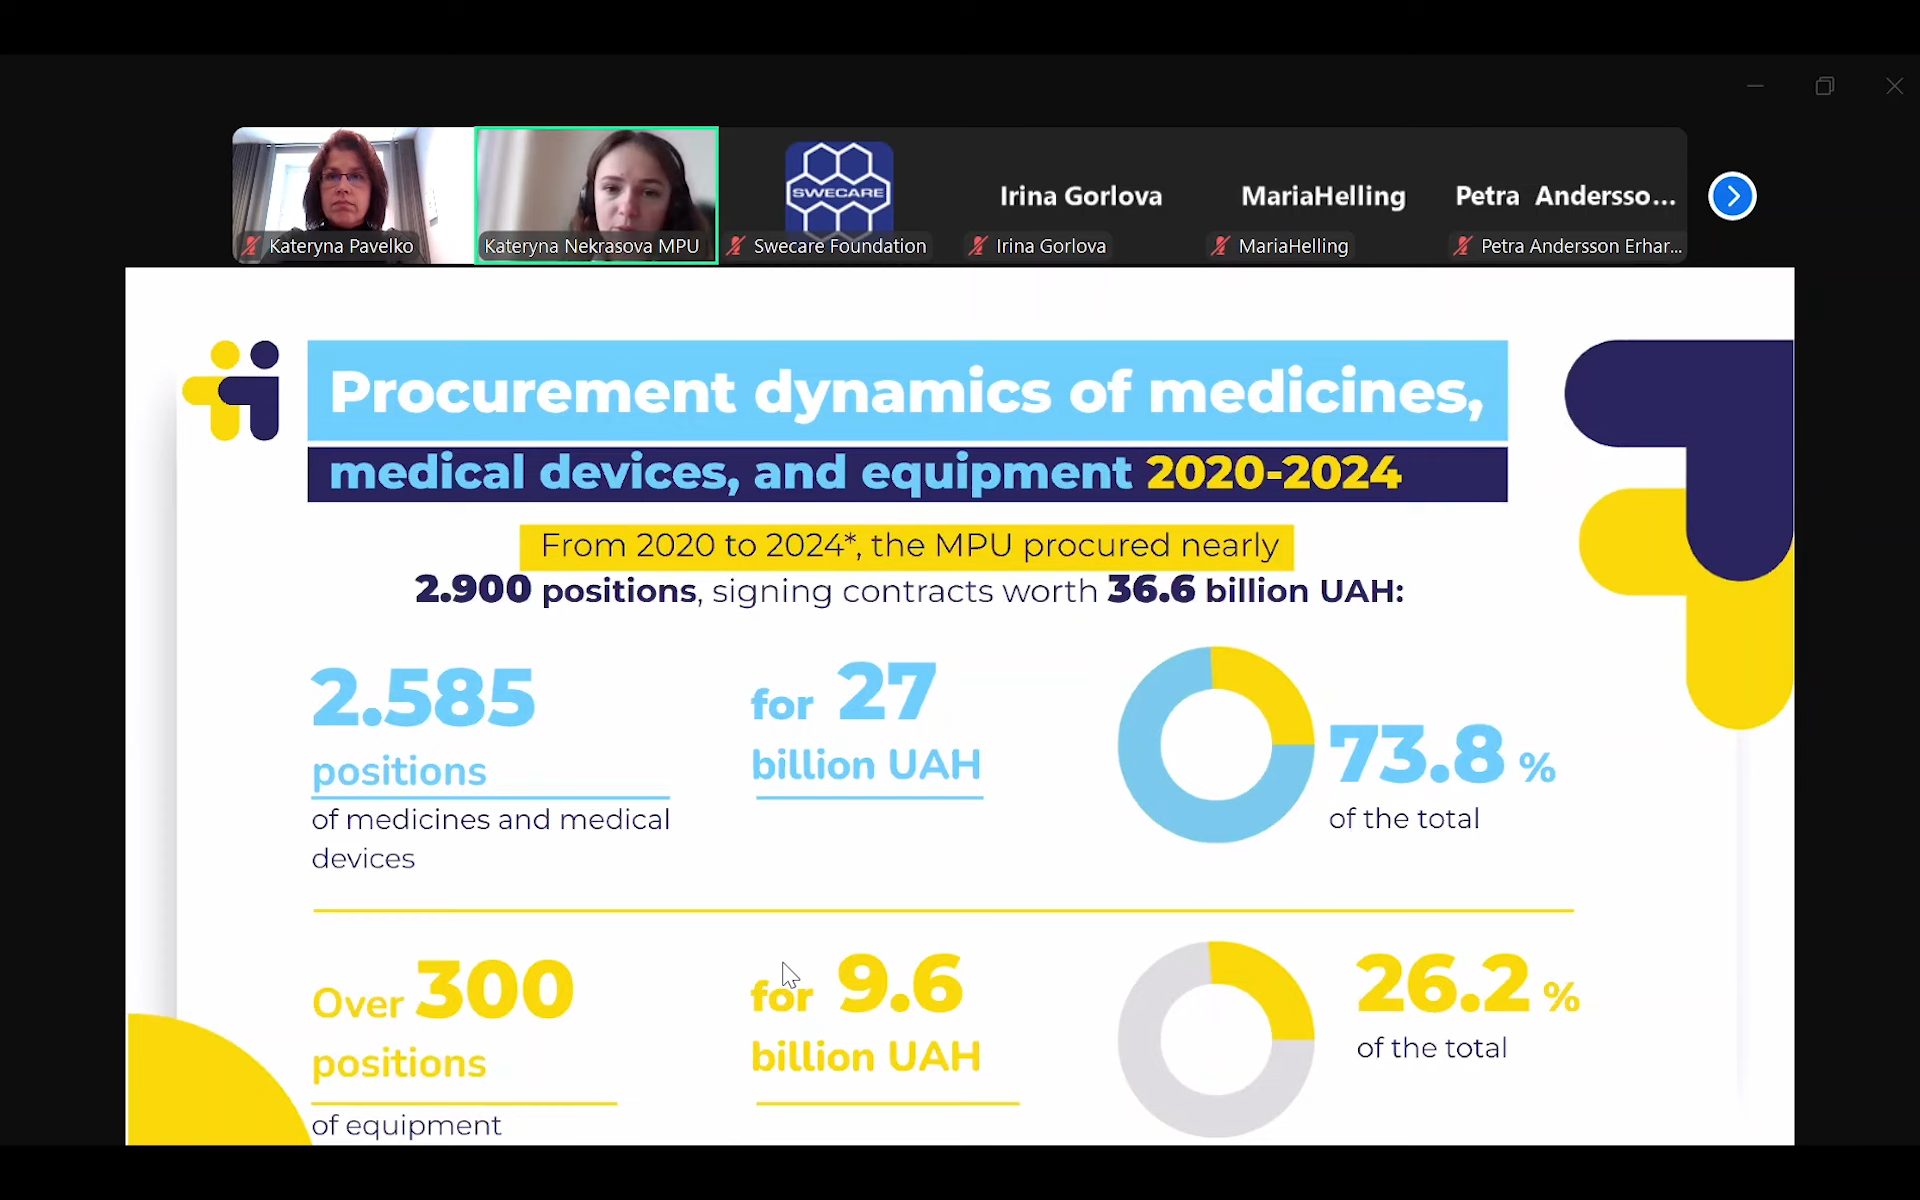 SWECARE
Irina Gorlova
MariaHelling
Petra Andersso...
Kateryna Pavelko
Kateryna Nekrasova MPU
Swecare Foundation
Irina Gorlova
MariaHelling
Petra Andersson Erhar...
Procurement dynamics of medicines,
medical devices, and equipment 2020-2024
From 2020 to 2024*, the MPU procured nearly
2.900 positions, signing contracts worth 36.6 billion UAH:
2.585
positions
of medicines and medical
devices
for 27
billion UAH
73.8 %
of the total
Over 300
positions
of equipment
for 9.6
billion UAH
26.2 %
of the total